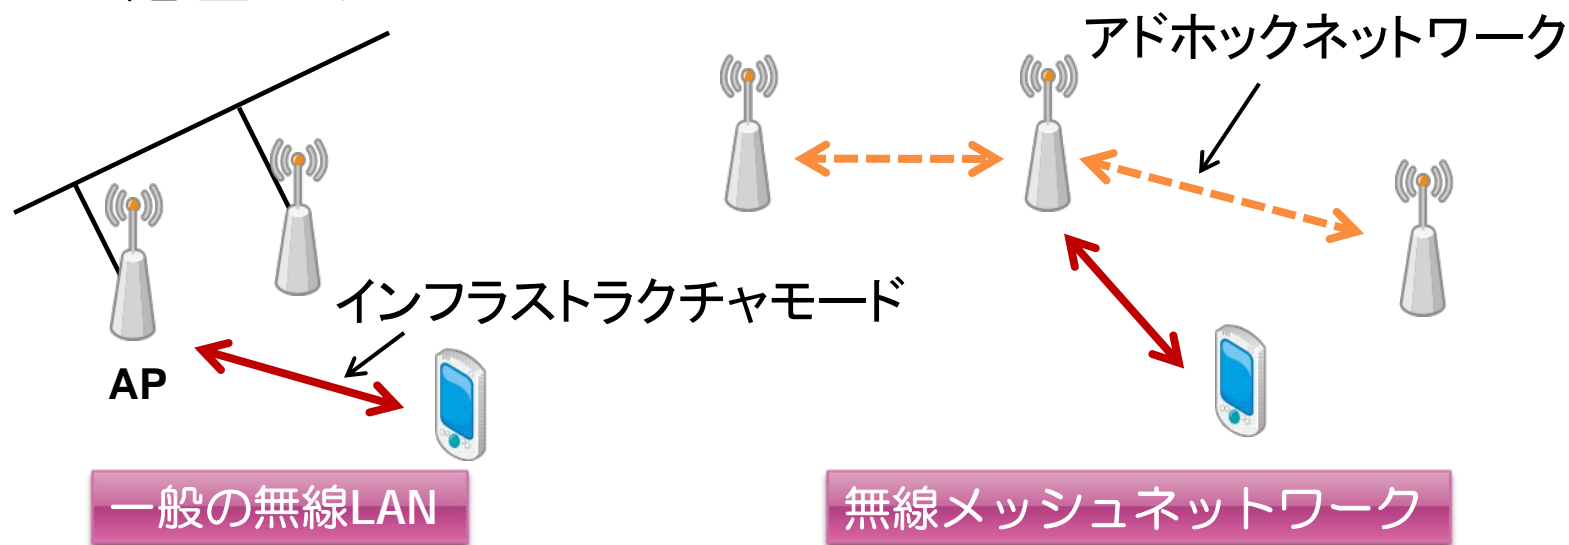 アドホックネットワーク
インフラストラクチャモード
AP
一般の無線LAN
無線メッシュネットワーク